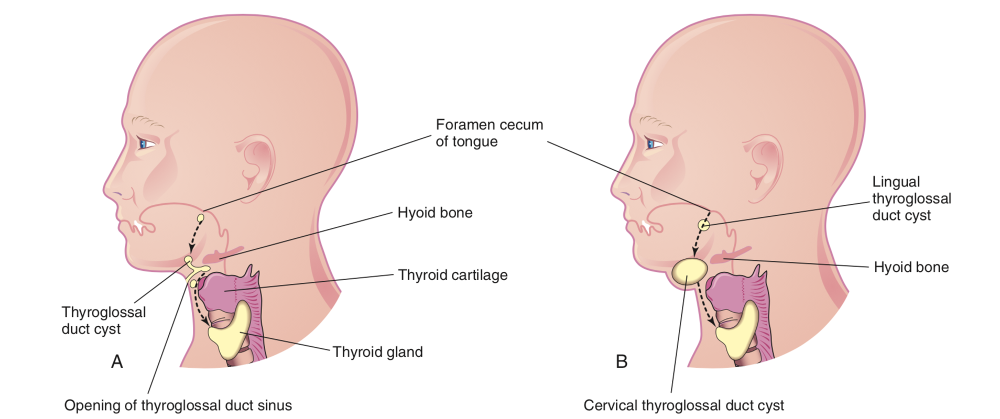 Foramen cecum
of tongue
Hyoid bone
Thyroid cartilage
Thyroglossal
duct cyst
Thyroid gland
A
Opening of thyroglossal duct sinus
Lingual
thyroglossal
duct cyst
Hyoid bone
B
Cervical thyroglossal duct cyst